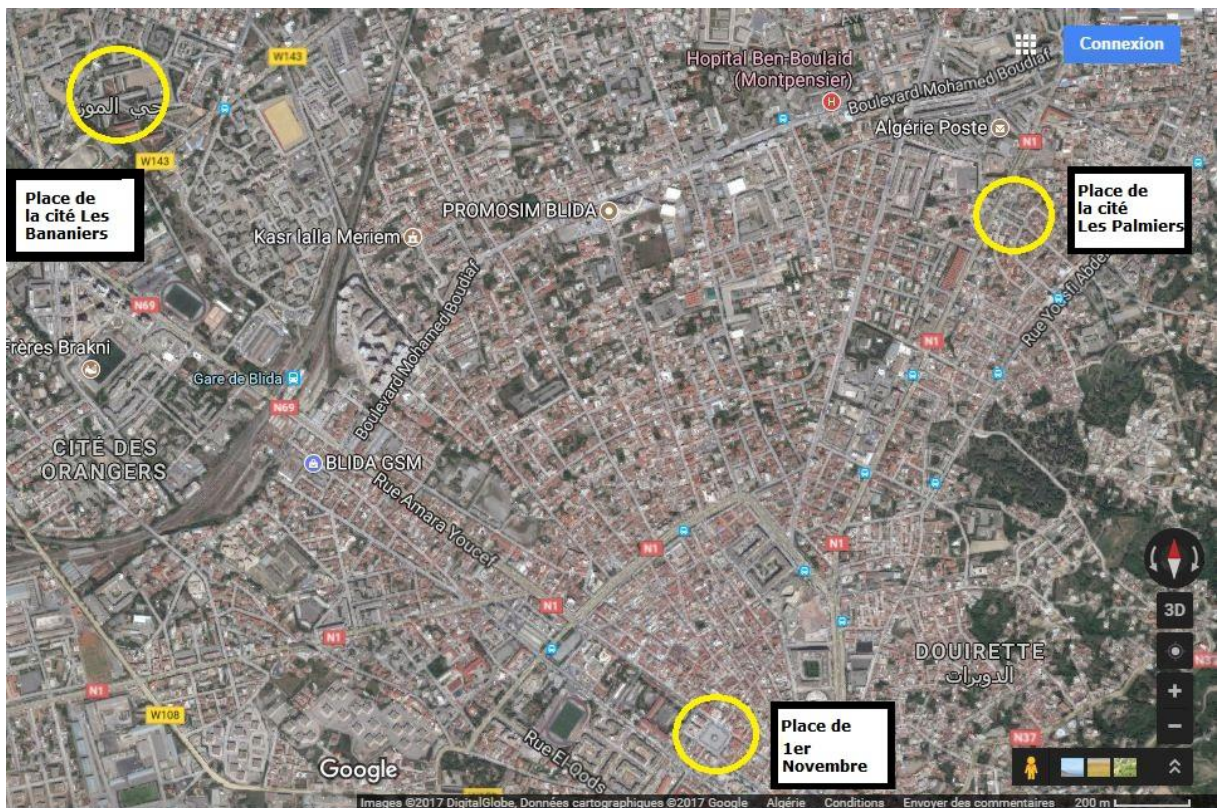 Connexion
W143
Hopital Ben-Boulaid
(Montpensier)
Boulevard Mohamed Boudiaf
حي الموز
Algérie Poste
N1
W143
Place de
la cité Les
Bananiers
Place de
la cité
Les Palmiers
PROMOSIM BLIDA
Kasr lalla Meriem
N69
Boulevard Mohamed Boudiaf
N1
Frères Brakni
Gare de Blida
N69
CITÉ DES
ORANGERS
BLIDA GSM
Rue Amara Youcef
N1
N1
3D
N1
N1
DOUIRETTE
الدويرات
N1
W108
Place de
1er
Novembre
Rue El-Oods
N37
Google
Images ©2017 DigitalGlobe, Données cartographiques ©2017 Google Algérie Conditions Envoyer des commentaires 200 m